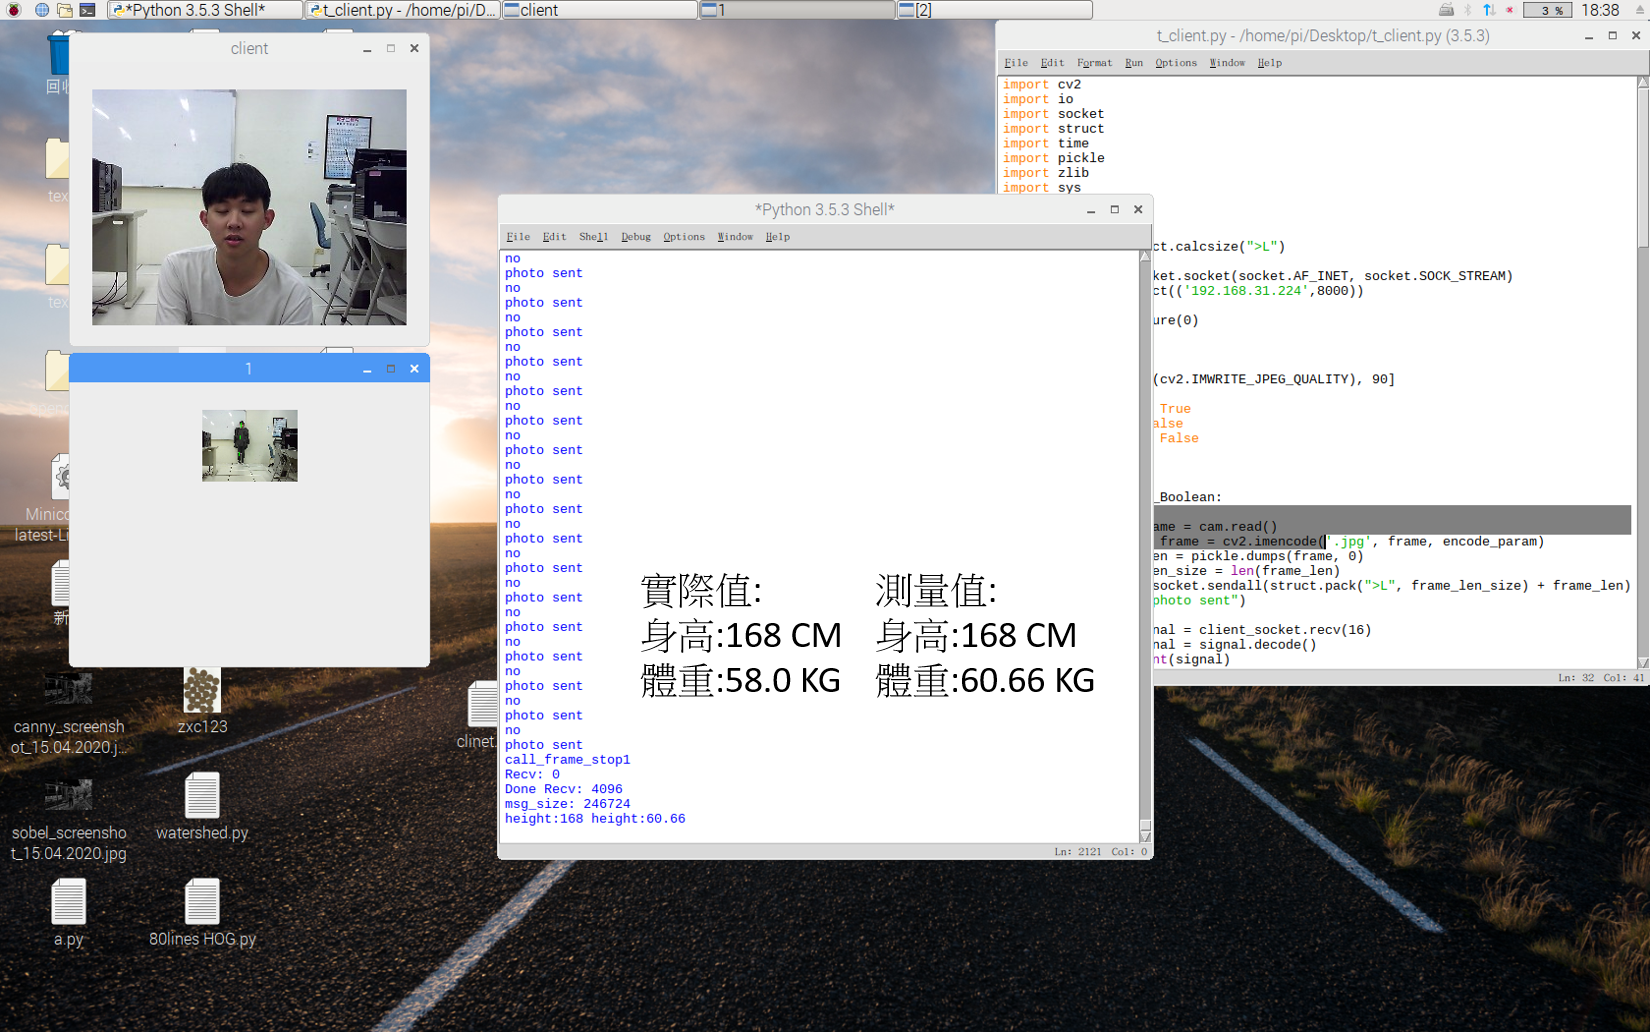 *Python 3.5.3 Shell*
t_client.py - /home/pi/D...
client
1
[2]
3 %
18:38
client
1
canny_screensh
ot_15.04.2020.j...
zxc123
sobel_screensho
t_15.04.2020.jpg
watershed.py
a.py
80lines HOG.py
t_client.py - /home/pi/Desktop/t_client.py (3.5.3)
File Edit Format Run Options Window Help
import cv2
import io
import socket
import struct
import time
import pickle
import zlib
import sys
ct.calcsize(">L")
ket.socket(socket.AF_INET, socket.SOCK_STREAM)
ct(('192.168.31.224',8000))
ure(0)
(cv2.IMWRITE_JPEG_QUALITY), 90]
True
alse
False
_Boolean:
ame = cam.read()
frame = cv2.imencode('.jpg', frame, encode_param)
en = pickle.dumps(frame, 0)
en_size = len(frame_len)
socket.sendall(struct.pack(">L", frame_len_size) + frame_len)
photo sent")
nal = client_socket.recv(16)
nal = signal.decode()
nt(signal)
Ln: 32 Col: 41
*Python 3.5.3 Shell*
File Edit Shell Debug Options Window Help
no
photo sent
no
photo sent
no
photo sent
no
photo sent
no
photo sent
no
photo sent
no
photo sent
no
photo sent
no
photo sent
no
photo sent
no
photo sent
no
photo sent
no
photo sent
no
photo sent
no
photo sent
no
photo sent
no
photo sent
call_frame_stop1
Recv: 0
Done Recv: 4096
msg_size: 246724
height:168 height:60.66
Ln: 2121 Col: 0
實際值:
身高:168 CM
體重:58.0 KG
測量值:
身高:168 CM
體重:60.66 KG